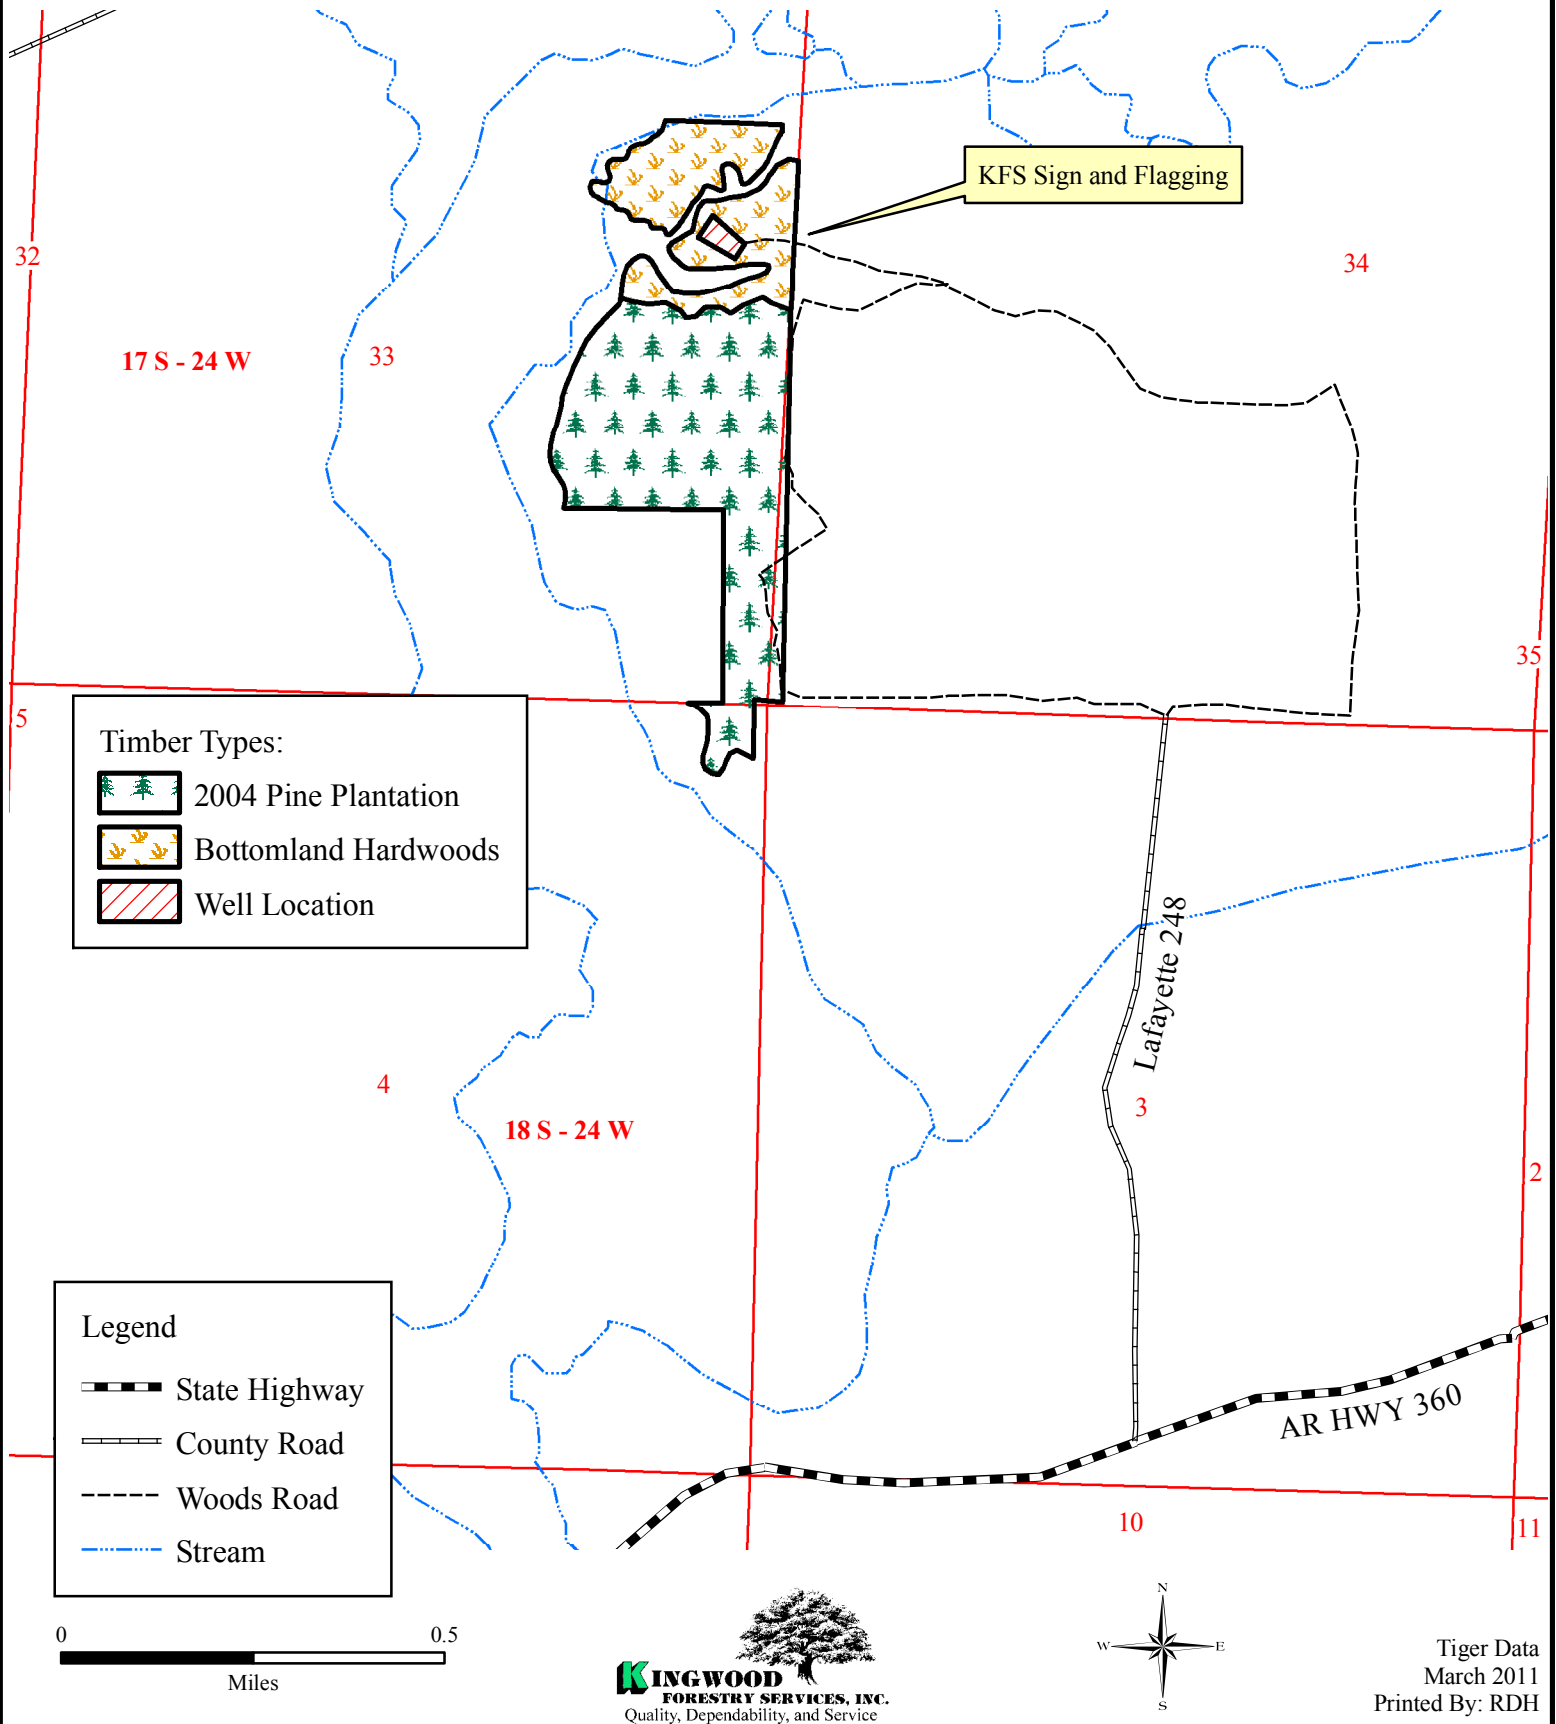 KFS Sign and Flagging
32
34
17 S - 24 W
33
35
5
Timber Types:
2004 Pine Plantation
Bottomland Hardwoods
Well Location
Lafayette 248
4
3
18 S - 24 W
2
Legend
State Highway
County Road
Woods Road
Stream
AR HWY 360
10
11
0 0.5
Miles
KINGWOOD
FORESTRY SERVICES, INC.
Quality, Dependability, and Service
N
W E
S
Tiger Data
March 2011
Printed By: RDH